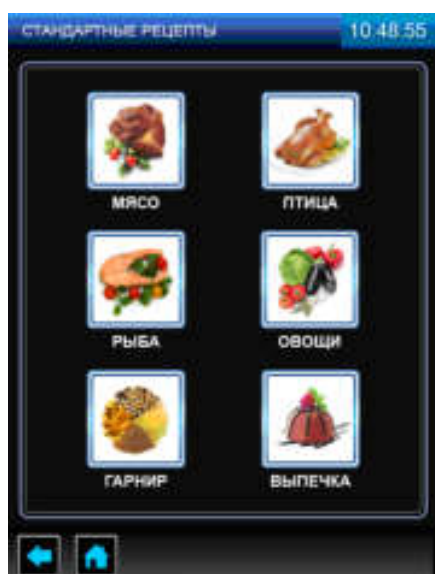 СТАНДАРТНЫЕ РЕЦЕПТЫ 10:48:55
МЯСО ПТИЦА
РЫБА ОВОЩИ
ГАРНИР ВЫПЕЧКА